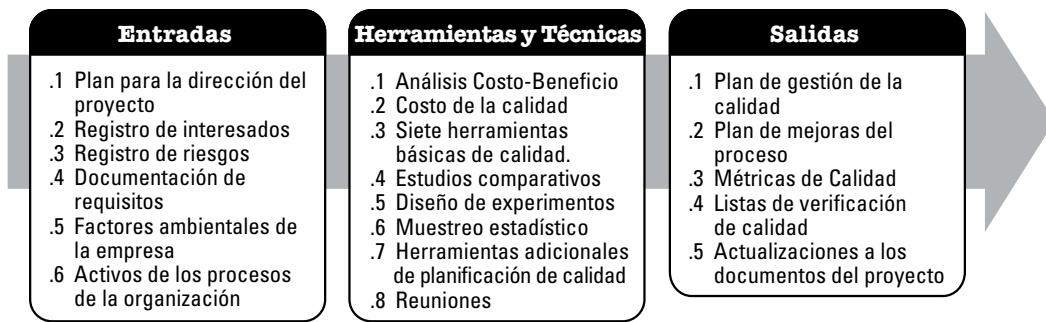 Entradas
.1 Plan para la dirección del
proyecto
.2 Registro de interesados
.3 Registro de riesgos
.4 Documentación de
requisitos
.5 Factores ambientales de
la empresa
.6 Activos de los procesos
de la organización
Herramientas y Técnicas
.1 Análisis Costo-Beneficio
.2 Costo de la calidad
.3 Siete herramientas
básicas de calidad.
.4 Estudios comparativos
.5 Diseño de experimentos
.6 Muestreo estadístico
.7 Herramientas adicionales
de planificación de calidad
.8 Reuniones
Salidas
.1 Plan de gestión de la
calidad
.2 Plan de mejoras del
proceso
.3 Métricas de Calidad
.4 Listas de verificación
de calidad
.5 Actualizaciones a los
documentos del proyecto